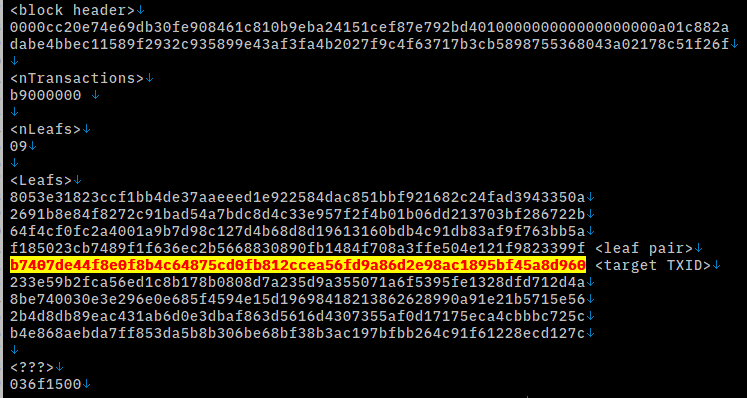 <block header>↓
0000cc20e74e69db30fe908461c810b9eba24151cef87e792bd401000000000000000000a01c882a
dabe4bbec11589f2932c935899e43af3fa4b2027f9c4f63717b3cb5898755368043a02178c51f26f↓
↓
<nTransactions>↓
b9000000 ↓
↓
<nLeafs>↓
09↓
↓
<Leafs>↓
8053e31823ccf1bb4de37aaeeed1e922584dac851bbf921682c24fad3943350a↓
2691b8e84f8272c91bad54a7bdc8d4c33e957f2f4b01b06dd213703bf286722b↓
64f4cf0fc2a4001a9b7d98c127d4b68d8d19613160bdb4c91db83af9f763bb5a↓
f185023cb7489f1f636ec2b5668830890fb1484f708a3ffe504e121f9823399f <leaf pair>↓
b7407de44f8e0f8b4c64875cd0fb812ccea56fd9a86d2e98ac1895bf45a8d960 <target TXID>↓
233e59b2fca56ed1c8b178b0808d7a235d9a355071a6f5395fe1328dfd712d4a↓
8be740030e3e296e0e685f4594e15d19698418213862628990a91e21b5715e56↓
2b4d8db89eac431ab6d0e3dbaf863d5616d4307355af0d17175eca4cbbbc725c↓
b4e868aebda7ff853da5b8b306be68bf38b3ac197bfbb264c91f61228ecd127c↓
↓
<???>↓
036f1500↓